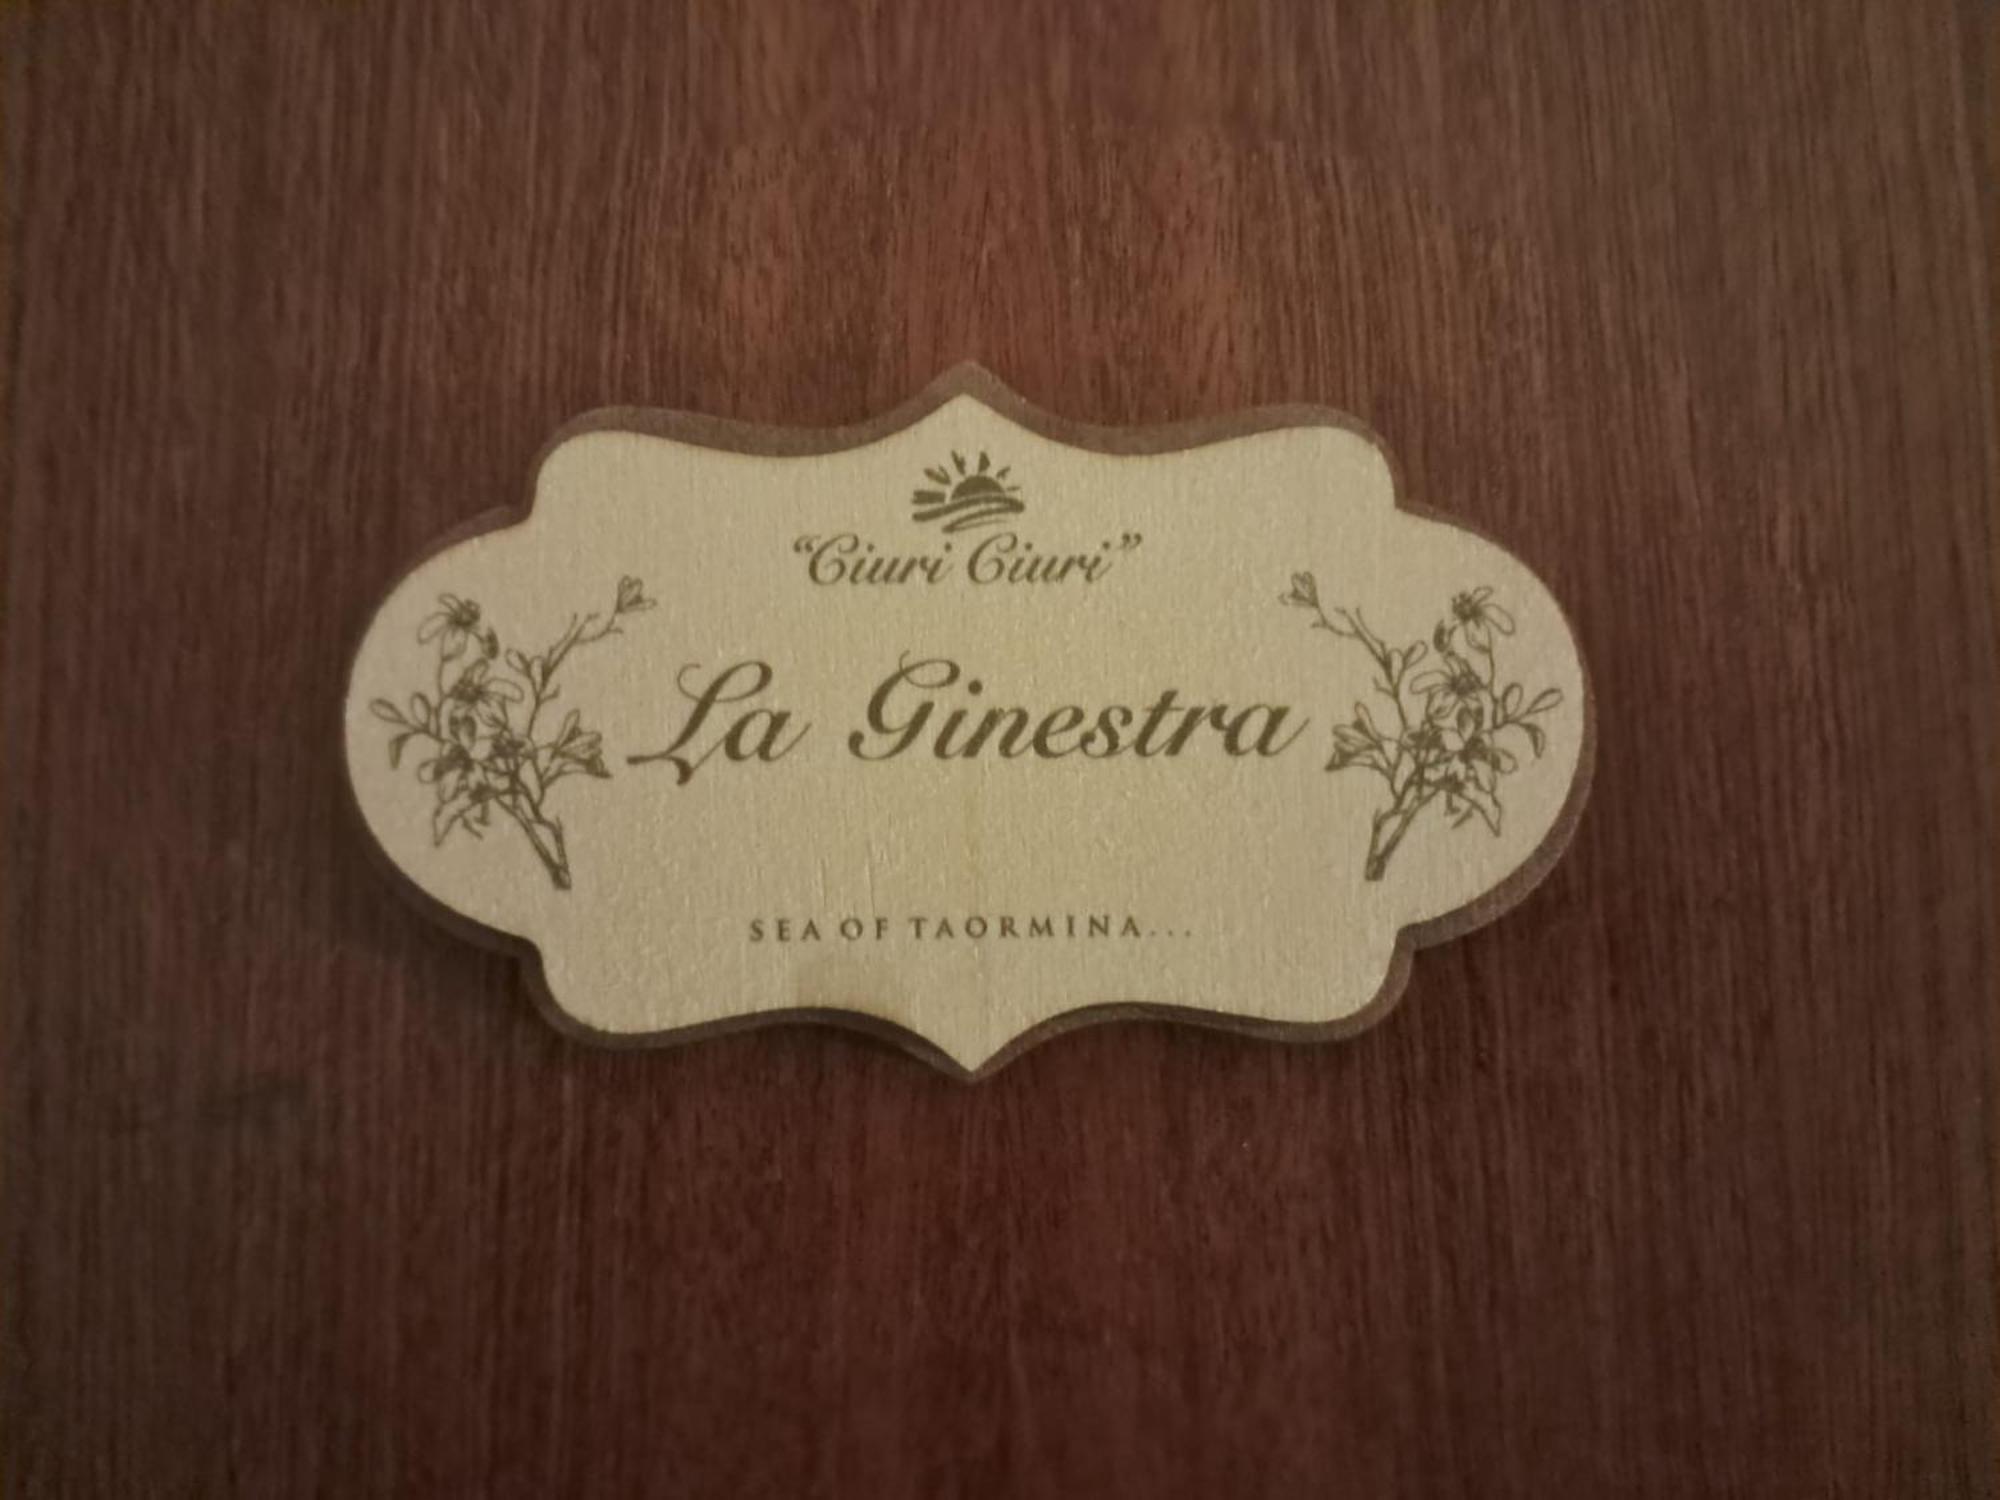 “Ciuri Ciuri”
La Ginestra
SEA OF TAORMINA...